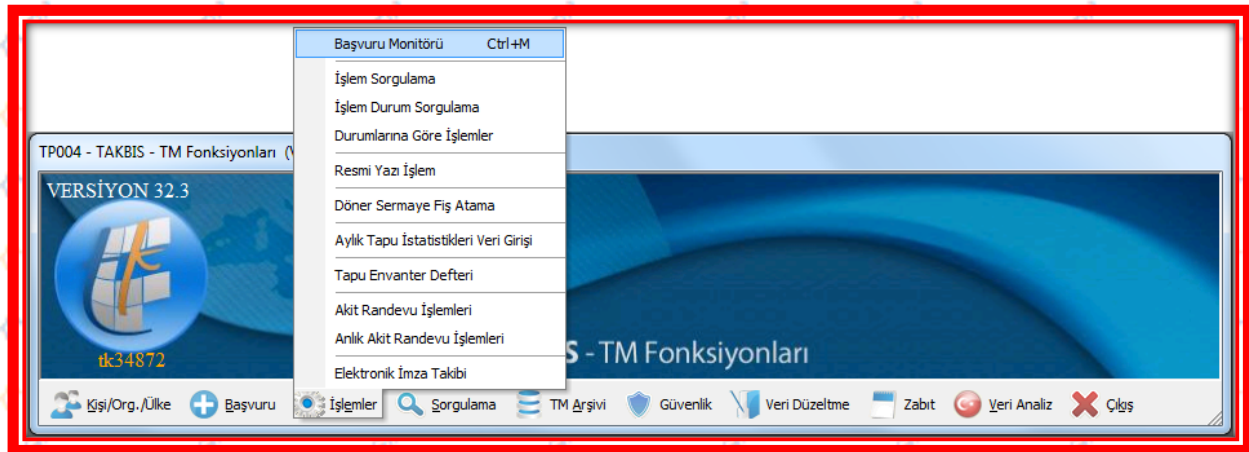 Başvuru Monitörü Ctrl+M
İşlem Sorgulama
İşlem Durum Sorgulama
Durumlarına Göre İşlemler
Resmi Yazı İşlem
Döner Sermaye Fiş Atama
Aylık Tapu İstatistikleri Veri Girişi
Tapu Envanter Defteri
Akit Randevu İşlemleri
Anlık Akit Randevu İşlemleri
Elektronik İmza Takibi
TP004 - TAKBIS - TM Fonksiyonları
VERSİYON 32.3
tk34872
- TM Fonksiyonları
Kişi/Org./Ülke Başvuru İşlemler Sorgulama TM Arşivi Güvenlik Veri Düzeltme Zabıt Veri Analiz Çıkış